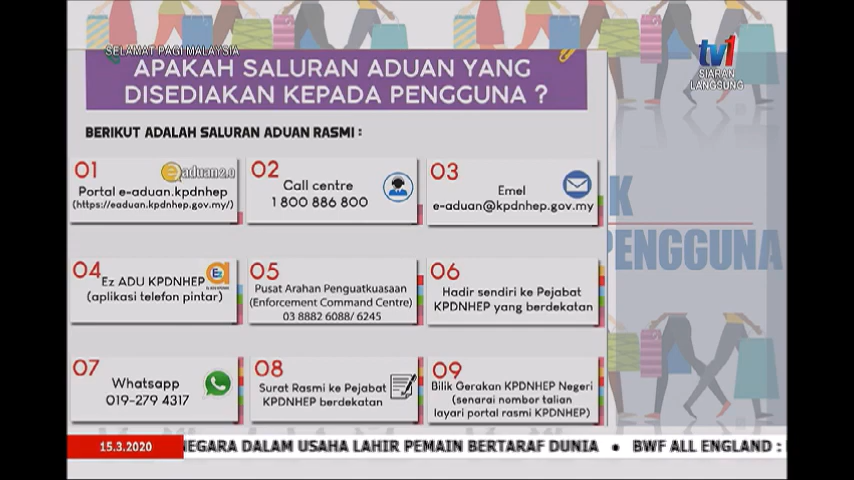 SELAMAT PAGI MALAYSIA
tv1
SIARAN
LANGSUNG
APAKAH SALURAN ADUAN YANG
DISEDIAKAN KEPADA PENGGUNA ?
BERIKUT ADALAH SALURAN ADUAN RASMI :
01
e aduan 2.0
Portal e-aduan.kpdnhep
(https://eaduan.kpdnhep.gov.my/)
02
Call centre
1 800 886 800
03
Emel
e-aduan@kpdnhep.gov.my
K
PENGGUNA
04
Ez
Ez ADU KPDNHEP
(aplikasi telefon pintar)
05
Pusat Arahan Penguatkuasaan
(Enforcement Command Centre)
03 8882 6088/ 6245
06
Hadir sendiri ke Pejabat
KPDNHEP yang berdekatan
07
Whatsapp
019-279 4317
08
Surat Rasmi ke Pejabat
KPDNHEP berdekatan
09
Bilik Gerakan KPDNHEP Negeri
(senarai nombor talian
layari portal rasmi KPDNHEP)
15.3.2020 NEGARA DALAM USAHA LAHIR PEMAIN BERTARAF DUNIA • BWF ALL ENGLAND :